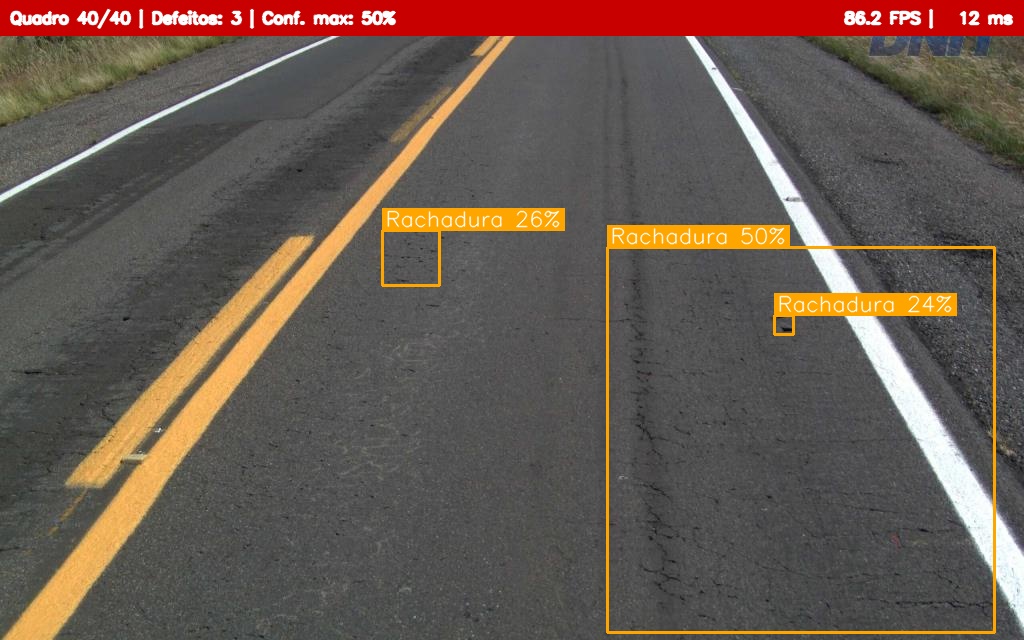 Quadro 40/40 | Defeitos: 3 | Conf. max: 50%
86.2 FPS | 12 ms
DNIT
Rachadura 26%
Rachadura 50%
Rachadura 24%